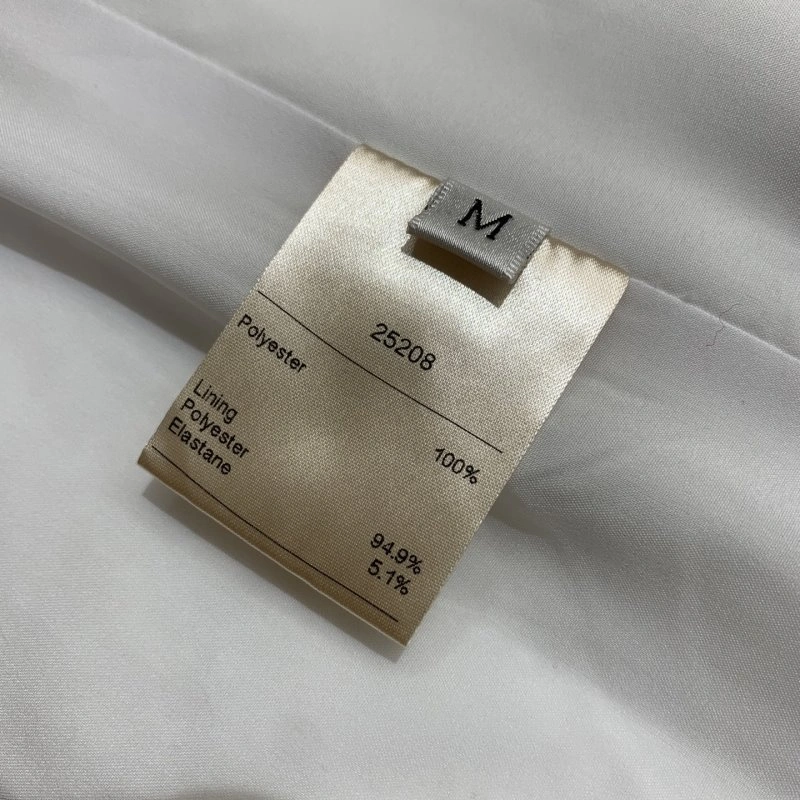 M
25208
Polyester 100%
Lining
Polyester 94.9%
Elastane 5.1%